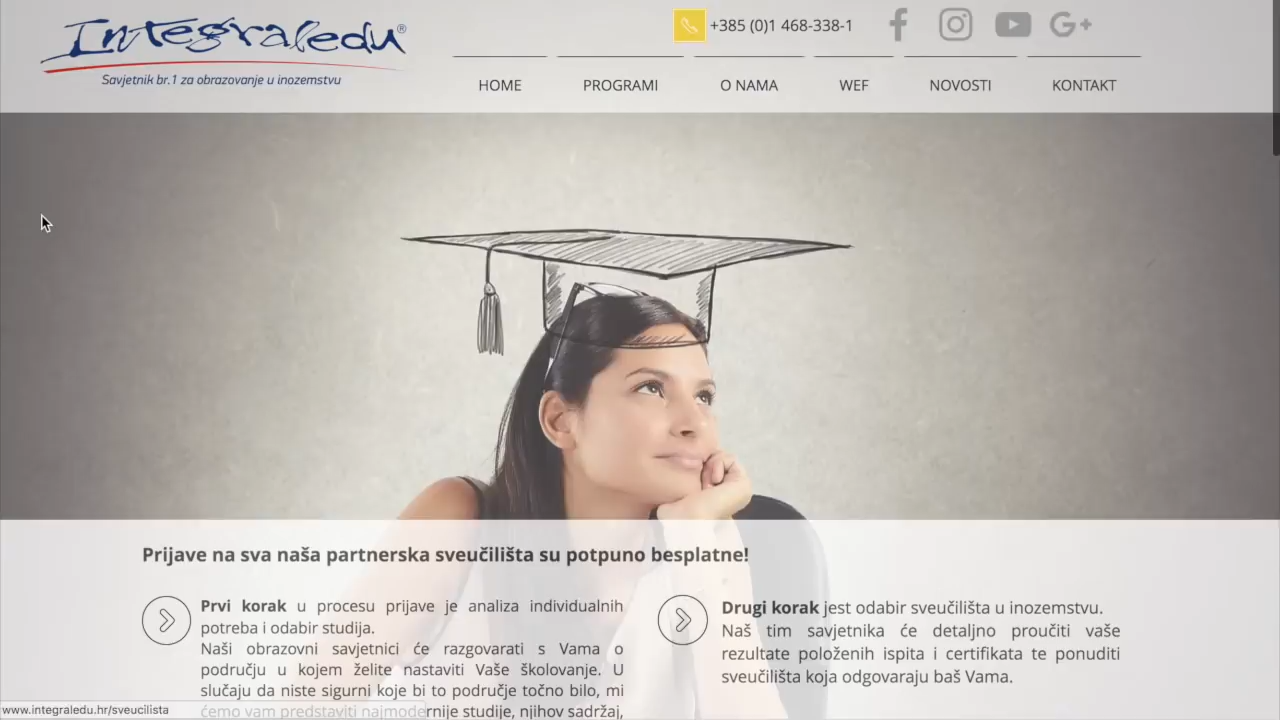 Integraledu®
Savjetnik br.1 za obrazovanje u inozemstvu
+385 (0)1 468-338-1
HOME PROGRAMI O NAMA WEF NOVOSTI KONTAKT
Prijave na sva naša partnerska sveučilišta su potpuno besplatne!
Prvi korak u procesu prijave je analiza individualnih
potreba i odabir studija.
Naši obrazovni savjetnici će razgovarati s Vama o
području u kojem želite nastaviti Vaše školovanje. U
slučaju da niste sigurni koje bi to područje točno bilo, mi
ćemo vam predstaviti najmodernije studije, njihov sadržaj,
Drugi korak jest odabir sveučilišta u inozemstvu.
Naš tim savjetnika će detaljno proučiti vaše
rezultate položenih ispita i certifikata te ponuditi
sveučilišta koja odgovaraju baš Vama.
www.integraledu.hr/sveucilista